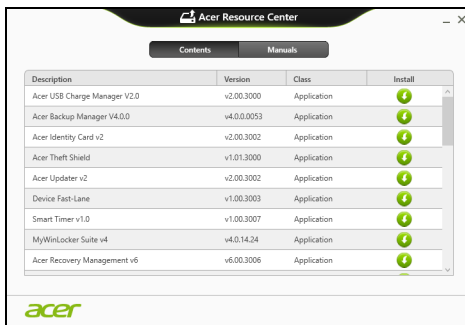 Acer Resource Center
Contents Manuals
Description Version Class Install
Acer USB Charge Manager V2.0 v2.00.3000 Application
Acer Backup Manager V4.0.0 v4.0.0.0053 Application
Acer Identity Card v2 v2.00.3002 Application
Acer Theft Shield v1.01.3000 Application
Acer Updater v2 v2.00.3002 Application
Device Fast-Lane v1.00.3003 Application
Smart Timer v1.0 v1.00.3007 Application
MyWinLocker Suite v4 v4.0.14.24 Application
Acer Recovery Management v6 v6.00.3006 Application
acer